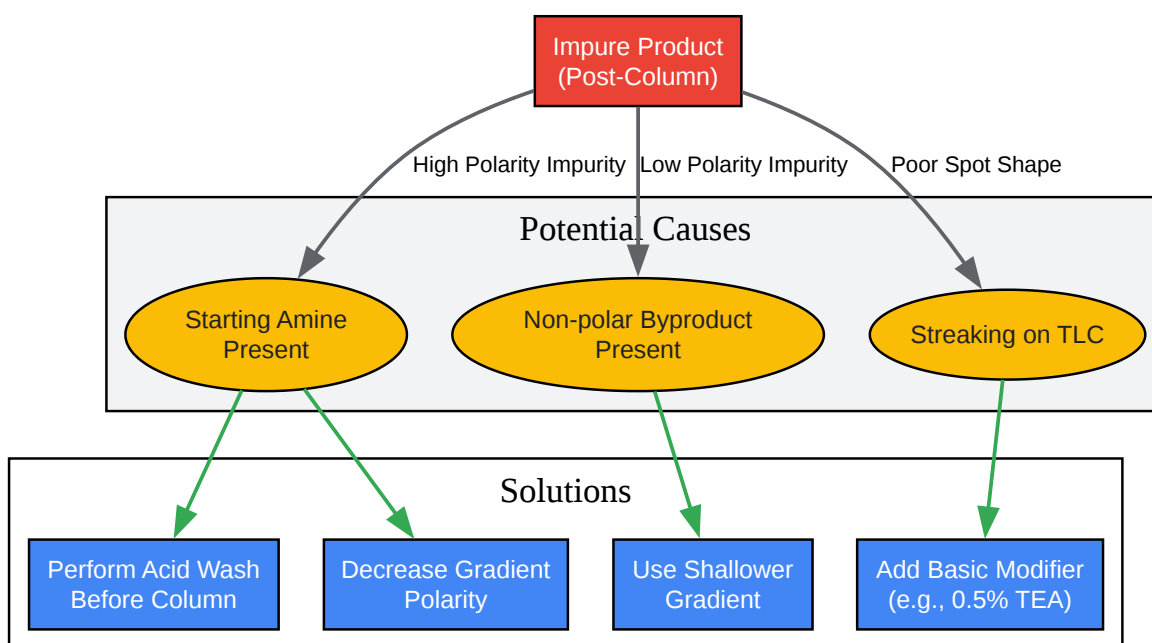 Impure Product
(Post-Column)
High Polarity Impurity
Low Polarity Impurity
Poor Spot Shape
Potential Causes
Starting Amine
Present
Non-polar Byproduct
Present
Streaking on TLC
Solutions
Perform Acid Wash
Before Column
Decrease Gradient
Polarity
Use Shallower
Gradient
Add Basic Modifier
(e.g., 0.5% TEA)